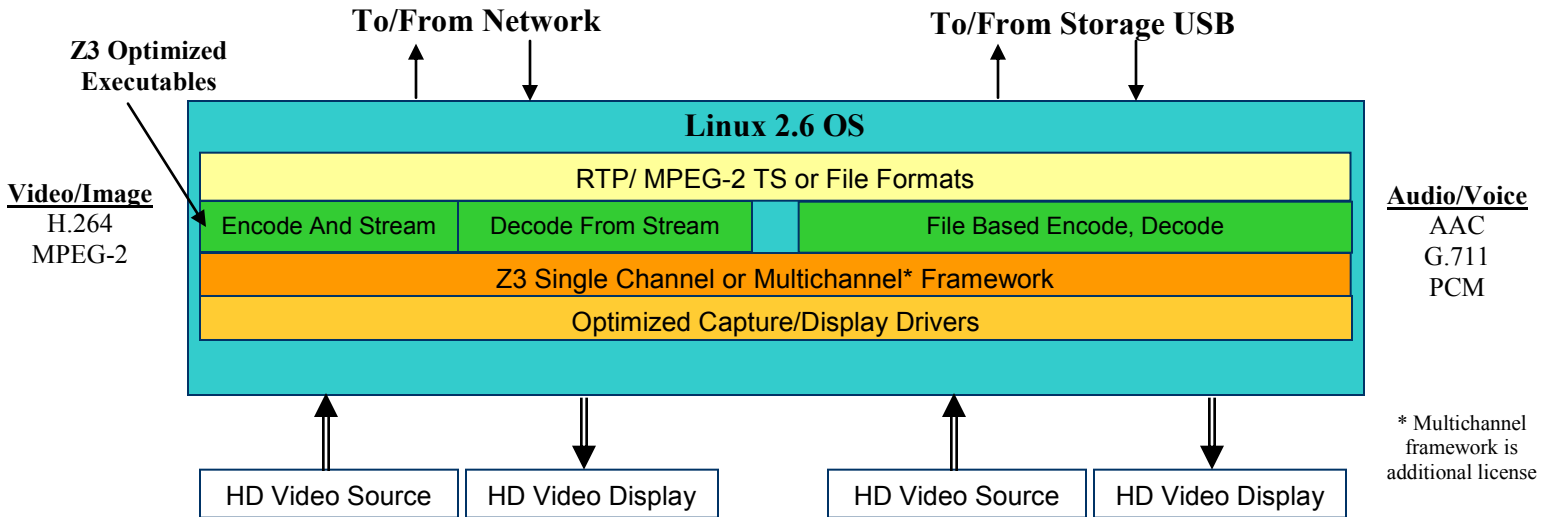 To/From Network
To/From Storage USB
Z3 Optimized
Executables
Linux 2.6 OS
RTP/ MPEG-2 TS or File Formats
Video/Image
H.264
MPEG-2
Encode And Stream
Decode From Stream
File Based Encode, Decode
Audio/Voice
AAC
G.711
PCM
Z3 Single Channel or Multichannel* Framework
Optimized Capture/Display Drivers
* Multichannel
framework is
additional license
HD Video Source
HD Video Display
HD Video Source
HD Video Display